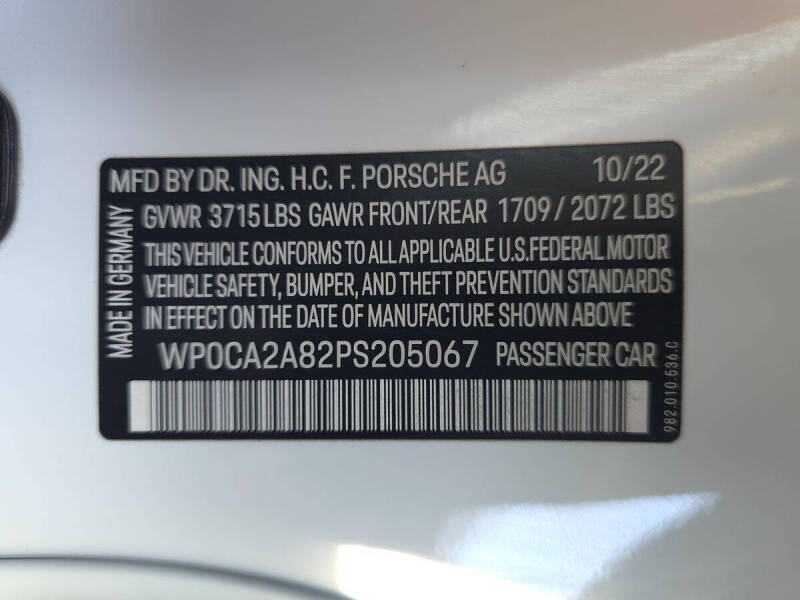 MFD BY DR. ING. H.C. F. PORSCHE AG 10/22
GVWR 3715 LBS GAWR FRONT/REAR 1709 / 2072 LBS
THIS VEHICLE CONFORMS TO ALL APPLICABLE U.S.FEDERAL MOTOR
VEHICLE SAFETY, BUMPER, AND THEFT PREVENTION STANDARDS
IN EFFECT ON THE DATE OF MANUFACTURE SHOWN ABOVE
WP0CA2A82PS205067 PASSENGER CAR
MADE IN GERMANY
982.010.536.C